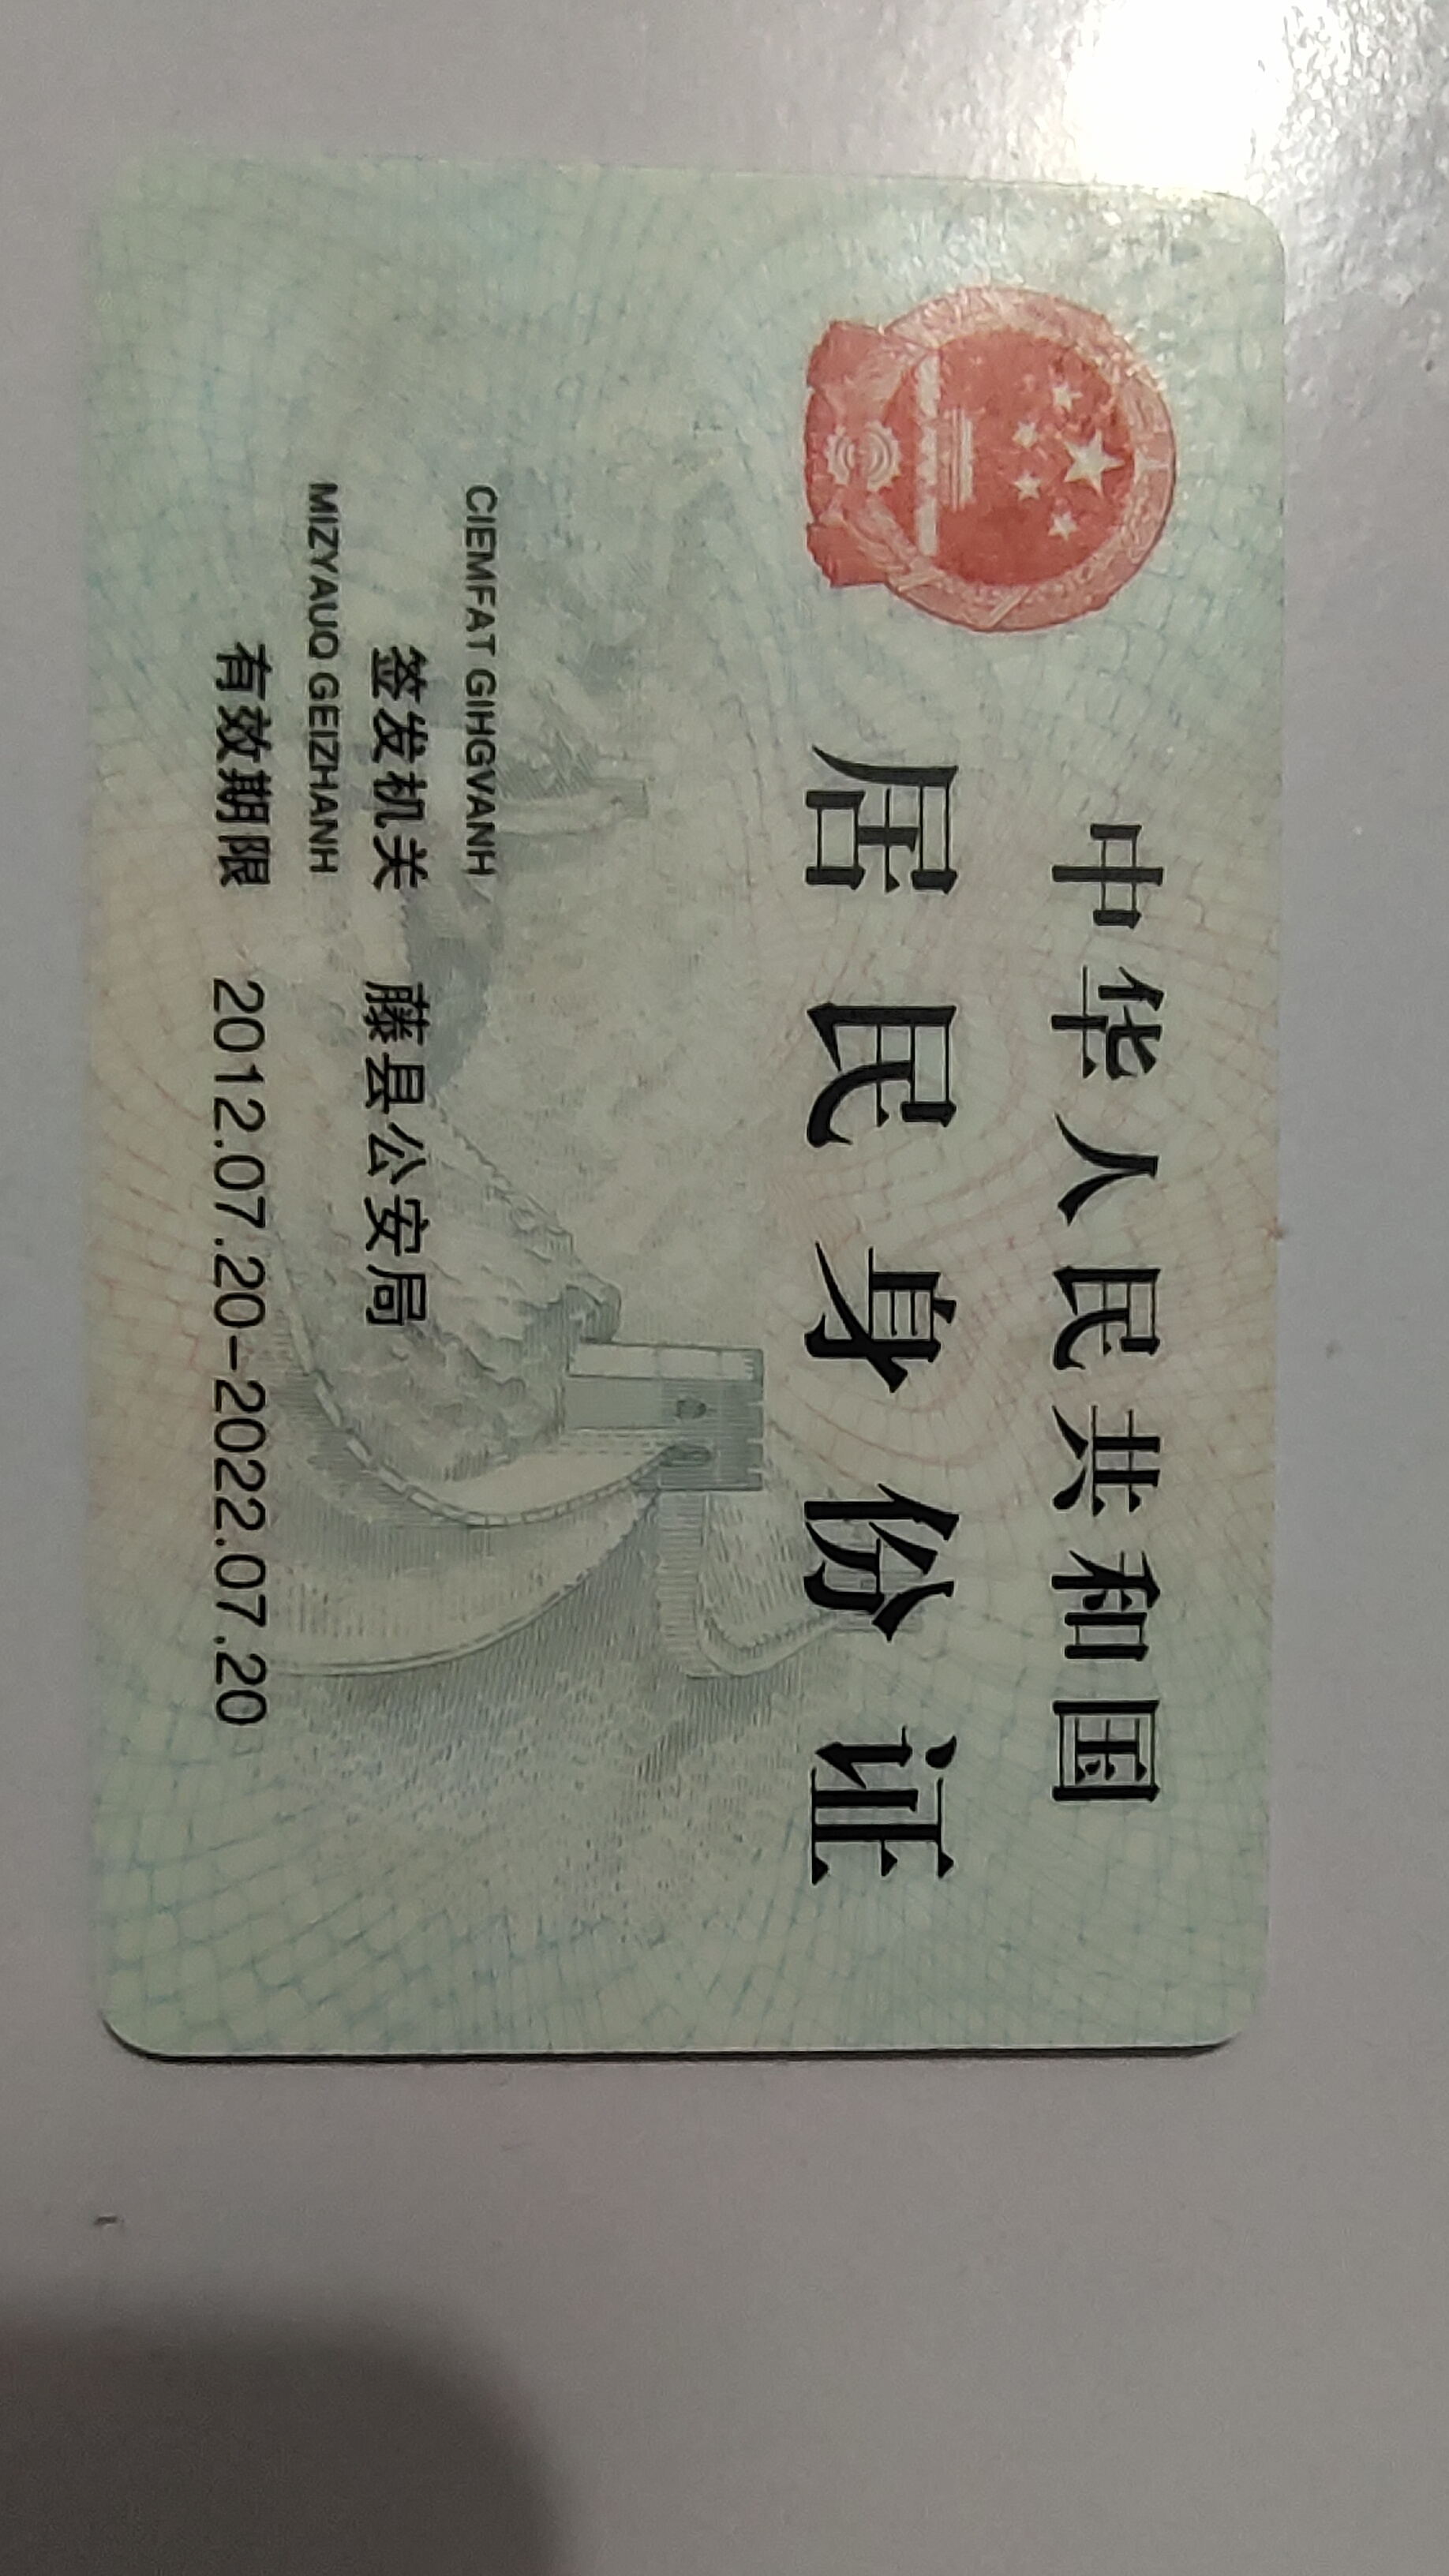 中华人民共和国
居民身份证
CIEMFAT GIHGVANH
签发机关 藤县公安局
MIZYAUQ GEIZHANH
有效期限 2012.07.20-2022.07.20